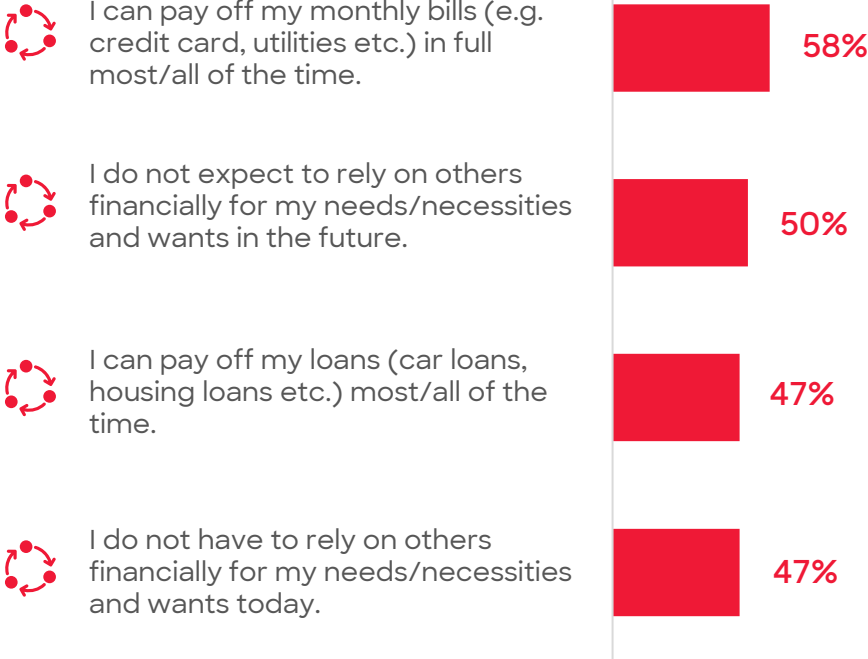 I can pay off my monthly bills (e.g.
credit card, utilities etc.) in full
most/all of the time.
58%
I do not expect to rely on others
financially for my needs/necessities
and wants in the future.
50%
I can pay off my loans (car loans,
housing loans etc.) most/all of the
time.
47%
I do not have to rely on others
financially for my needs/necessities
and wants today.
47%